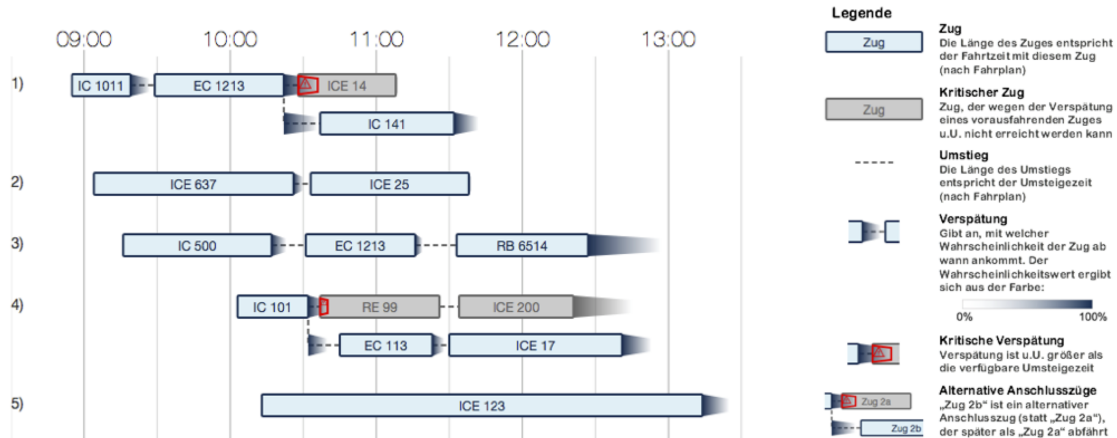 09:00 10:00 11:00 12:00 13:00
1) IC 1011 EC 1213 ICE 14
IC 141
2) ICE 637 ICE 25
3) IC 500 EC 1213 RB 6514
4) IC 101 RE 99 ICE 200
EC 113 ICE 17
5) ICE 123
Legende
Zug
Zug
Die Länge des Zuges entspricht
der Fahrtzeit mit diesem Zug
(nach Fahrplan)
Zug
Kritischer Zug
Zug, der wegen der Verspätung
eines vorausfahrenden Zuges
u.U. nicht erreicht werden kann
Umstieg
Die Länge des Umstiegs
entspricht der Umsteigezeit
(nach Fahrplan)
Verspätung
Gibt an, mit welcher
Wahrscheinlichkeit der Zug ab
wann ankommt. Der
Wahrscheinlichkeitswert ergibt
sich aus der Farbe:
0% 100%
Kritische Verspätung
Verspätung ist u.U. größer als
die verfügbare Umsteigezeit
Zug 2a
Zug 2b
Alternative Anschlusszüge
„Zug 2b“ ist ein alternativer
Anschlusszug (statt „Zug 2a“),
der später als „Zug 2a“ abfährt